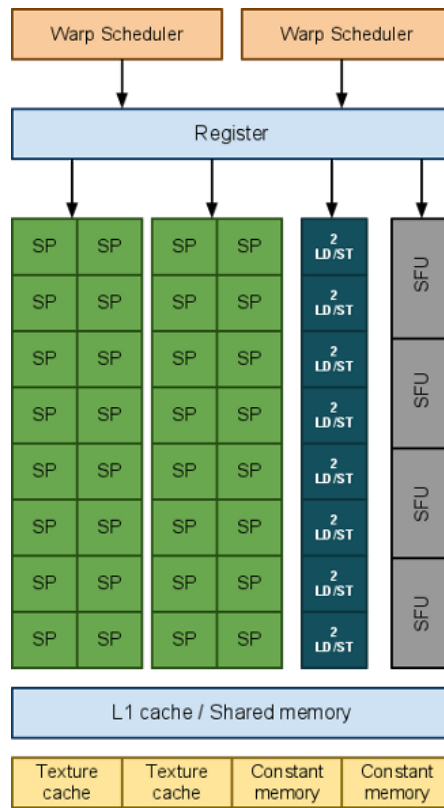 Warp Scheduler Warp Scheduler
Register
SP SP SP SP 2
LD/ST
SP SP SP SP 2
LD/ST
SP SP SP SP 2
LD/ST
SP SP SP SP 2
LD/ST
SP SP SP SP 2
LD/ST
SP SP SP SP 2
LD/ST
SP SP SP SP 2
LD/ST
SP SP SP SP 2
LD/ST
SFU
SFU
SFU
SFU
L1 cache / Shared memory
Texture Texture Constant Constant
cache cache memory memory